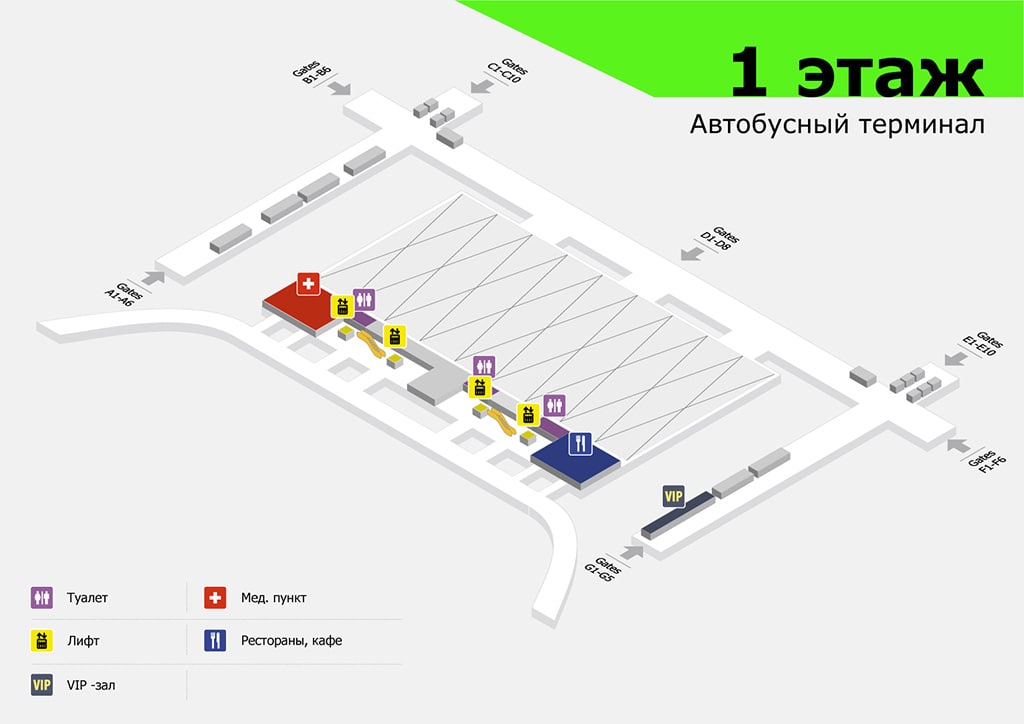 1 этаж
Автобусный терминал
Gates
B1-B6
Gates
C1-C10
Gates
D1-D8
Gates
A1-A6
Gates
E1-E10
Gates
F1-F6
VIP
Gates
G1-G5
Туалет
Мед. пункт
Лифт
Рестораны, кафе
VIP
VIP -зал